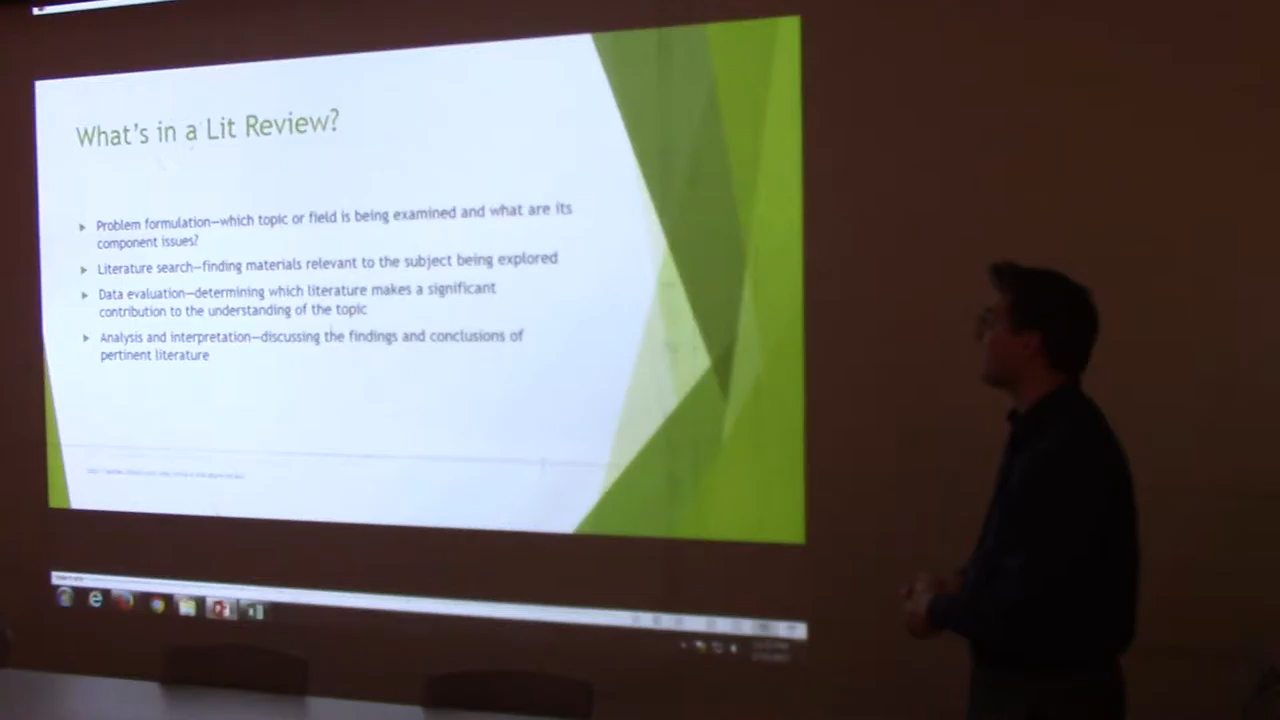 What's in a Lit Review?
Problem formulation—which topic or field is being examined and what are its
component issues?
Literature search—finding materials relevant to the subject being explored
Data evaluation—determining which literature makes a significant
contribution to the understanding of the topic
Analysis and interpretation—discussing the findings and conclusions of
pertinent literature